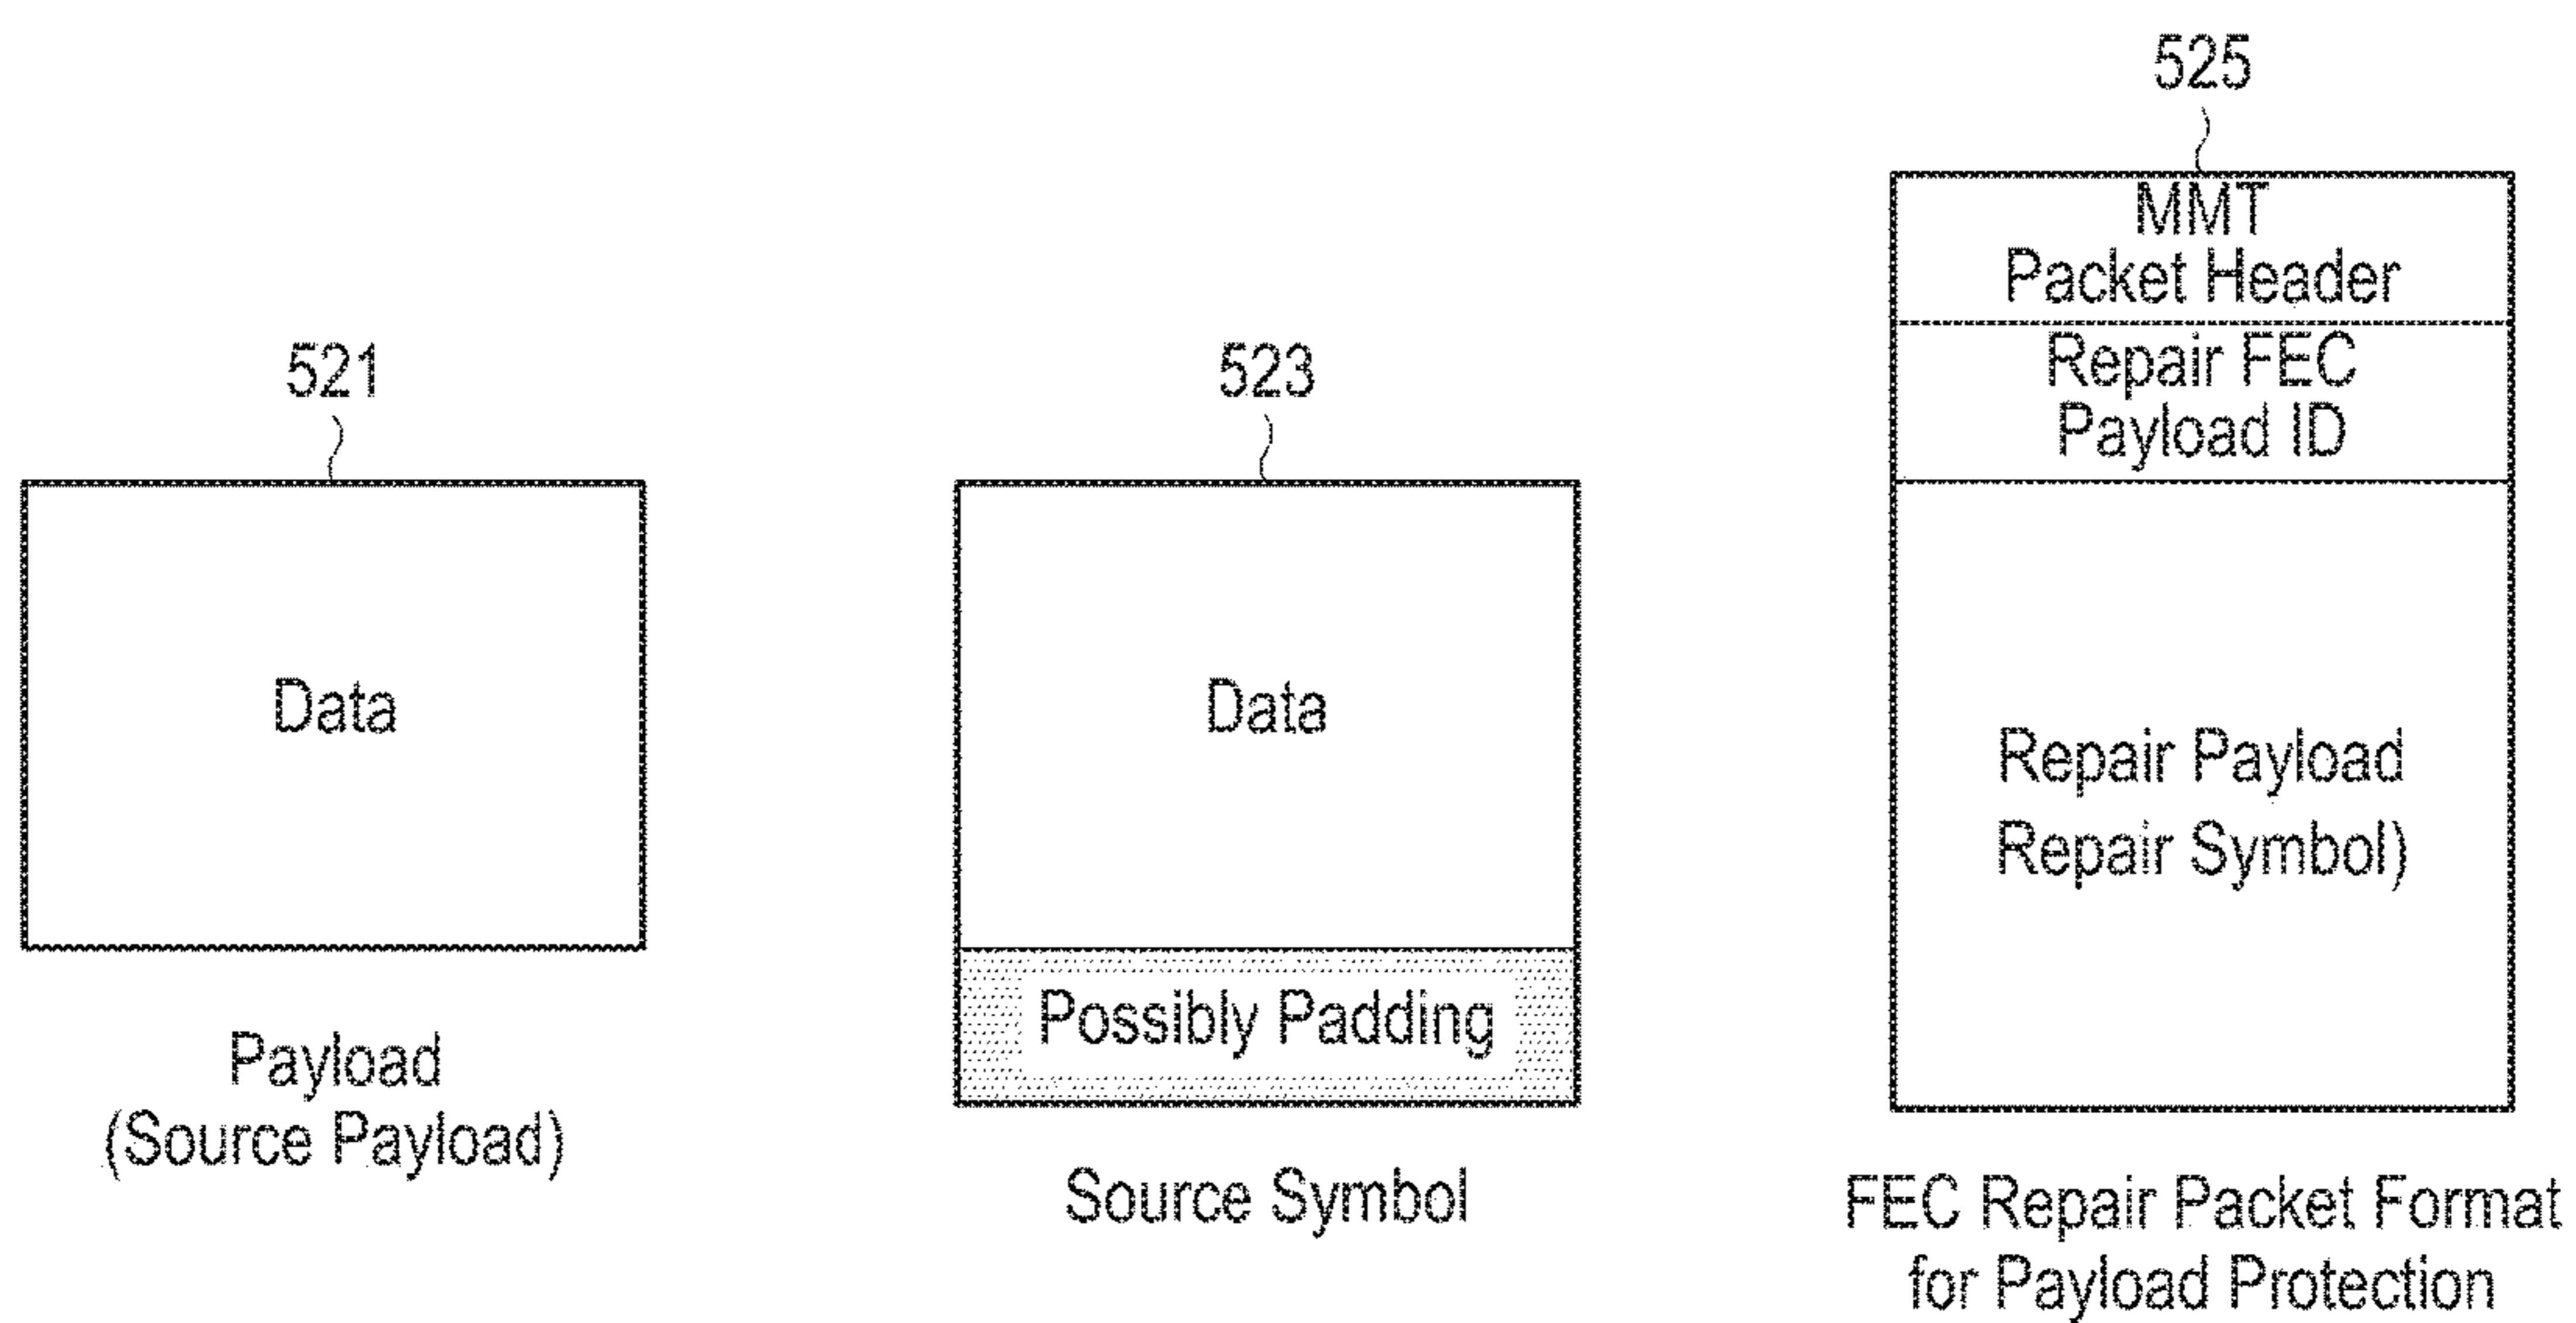 521
Data
Payload
(Source Payload)
523
Data
Possibly Padding
Source Symbol
525
MMT
Packet Header
Repair FEC
Payload ID
Repair Payload
Repair Symbol)
FEC Repair Packet Format
for Payload Protection